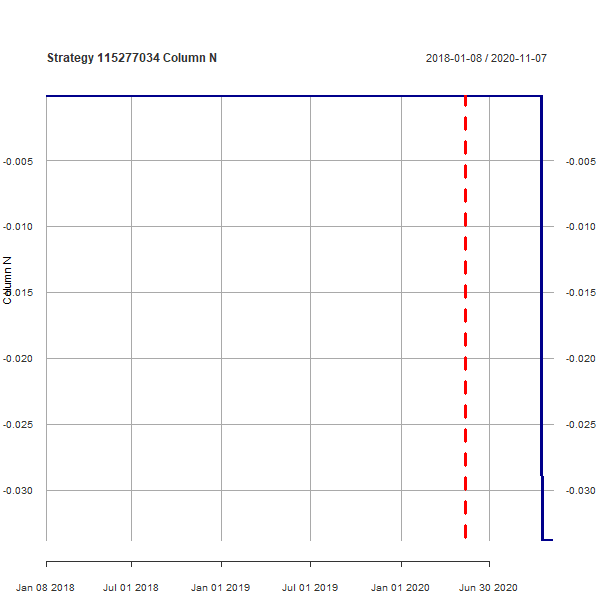 Strategy 115277034 Column N
2018-01-08 / 2020-11-07
-0.005
-0.005
-0.010
-0.010
Column N
-0.015
-0.015
-0.020
-0.020
-0.025
-0.025
-0.030
-0.030
Jan 08 2018
Jul 01 2018
Jan 01 2019
Jul 01 2019
Jan 01 2020
Jun 30 2020